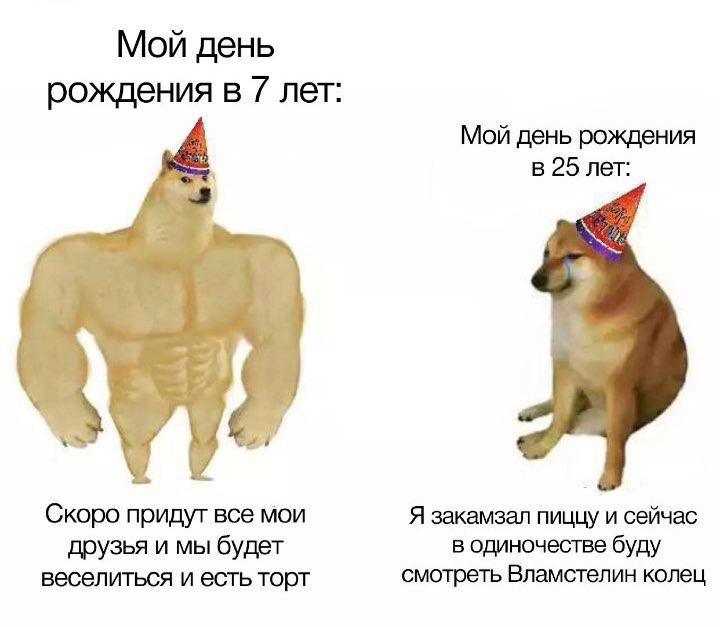 Мой день
рождения в 7 лет:
Скоро придут все мои
друзья и мы будет
веселиться и есть торт
Мой день рождения
в 25 лет:
Я закамзал пиццу и сейчас
в одиночестве буду
смотреть Вламстелин колец